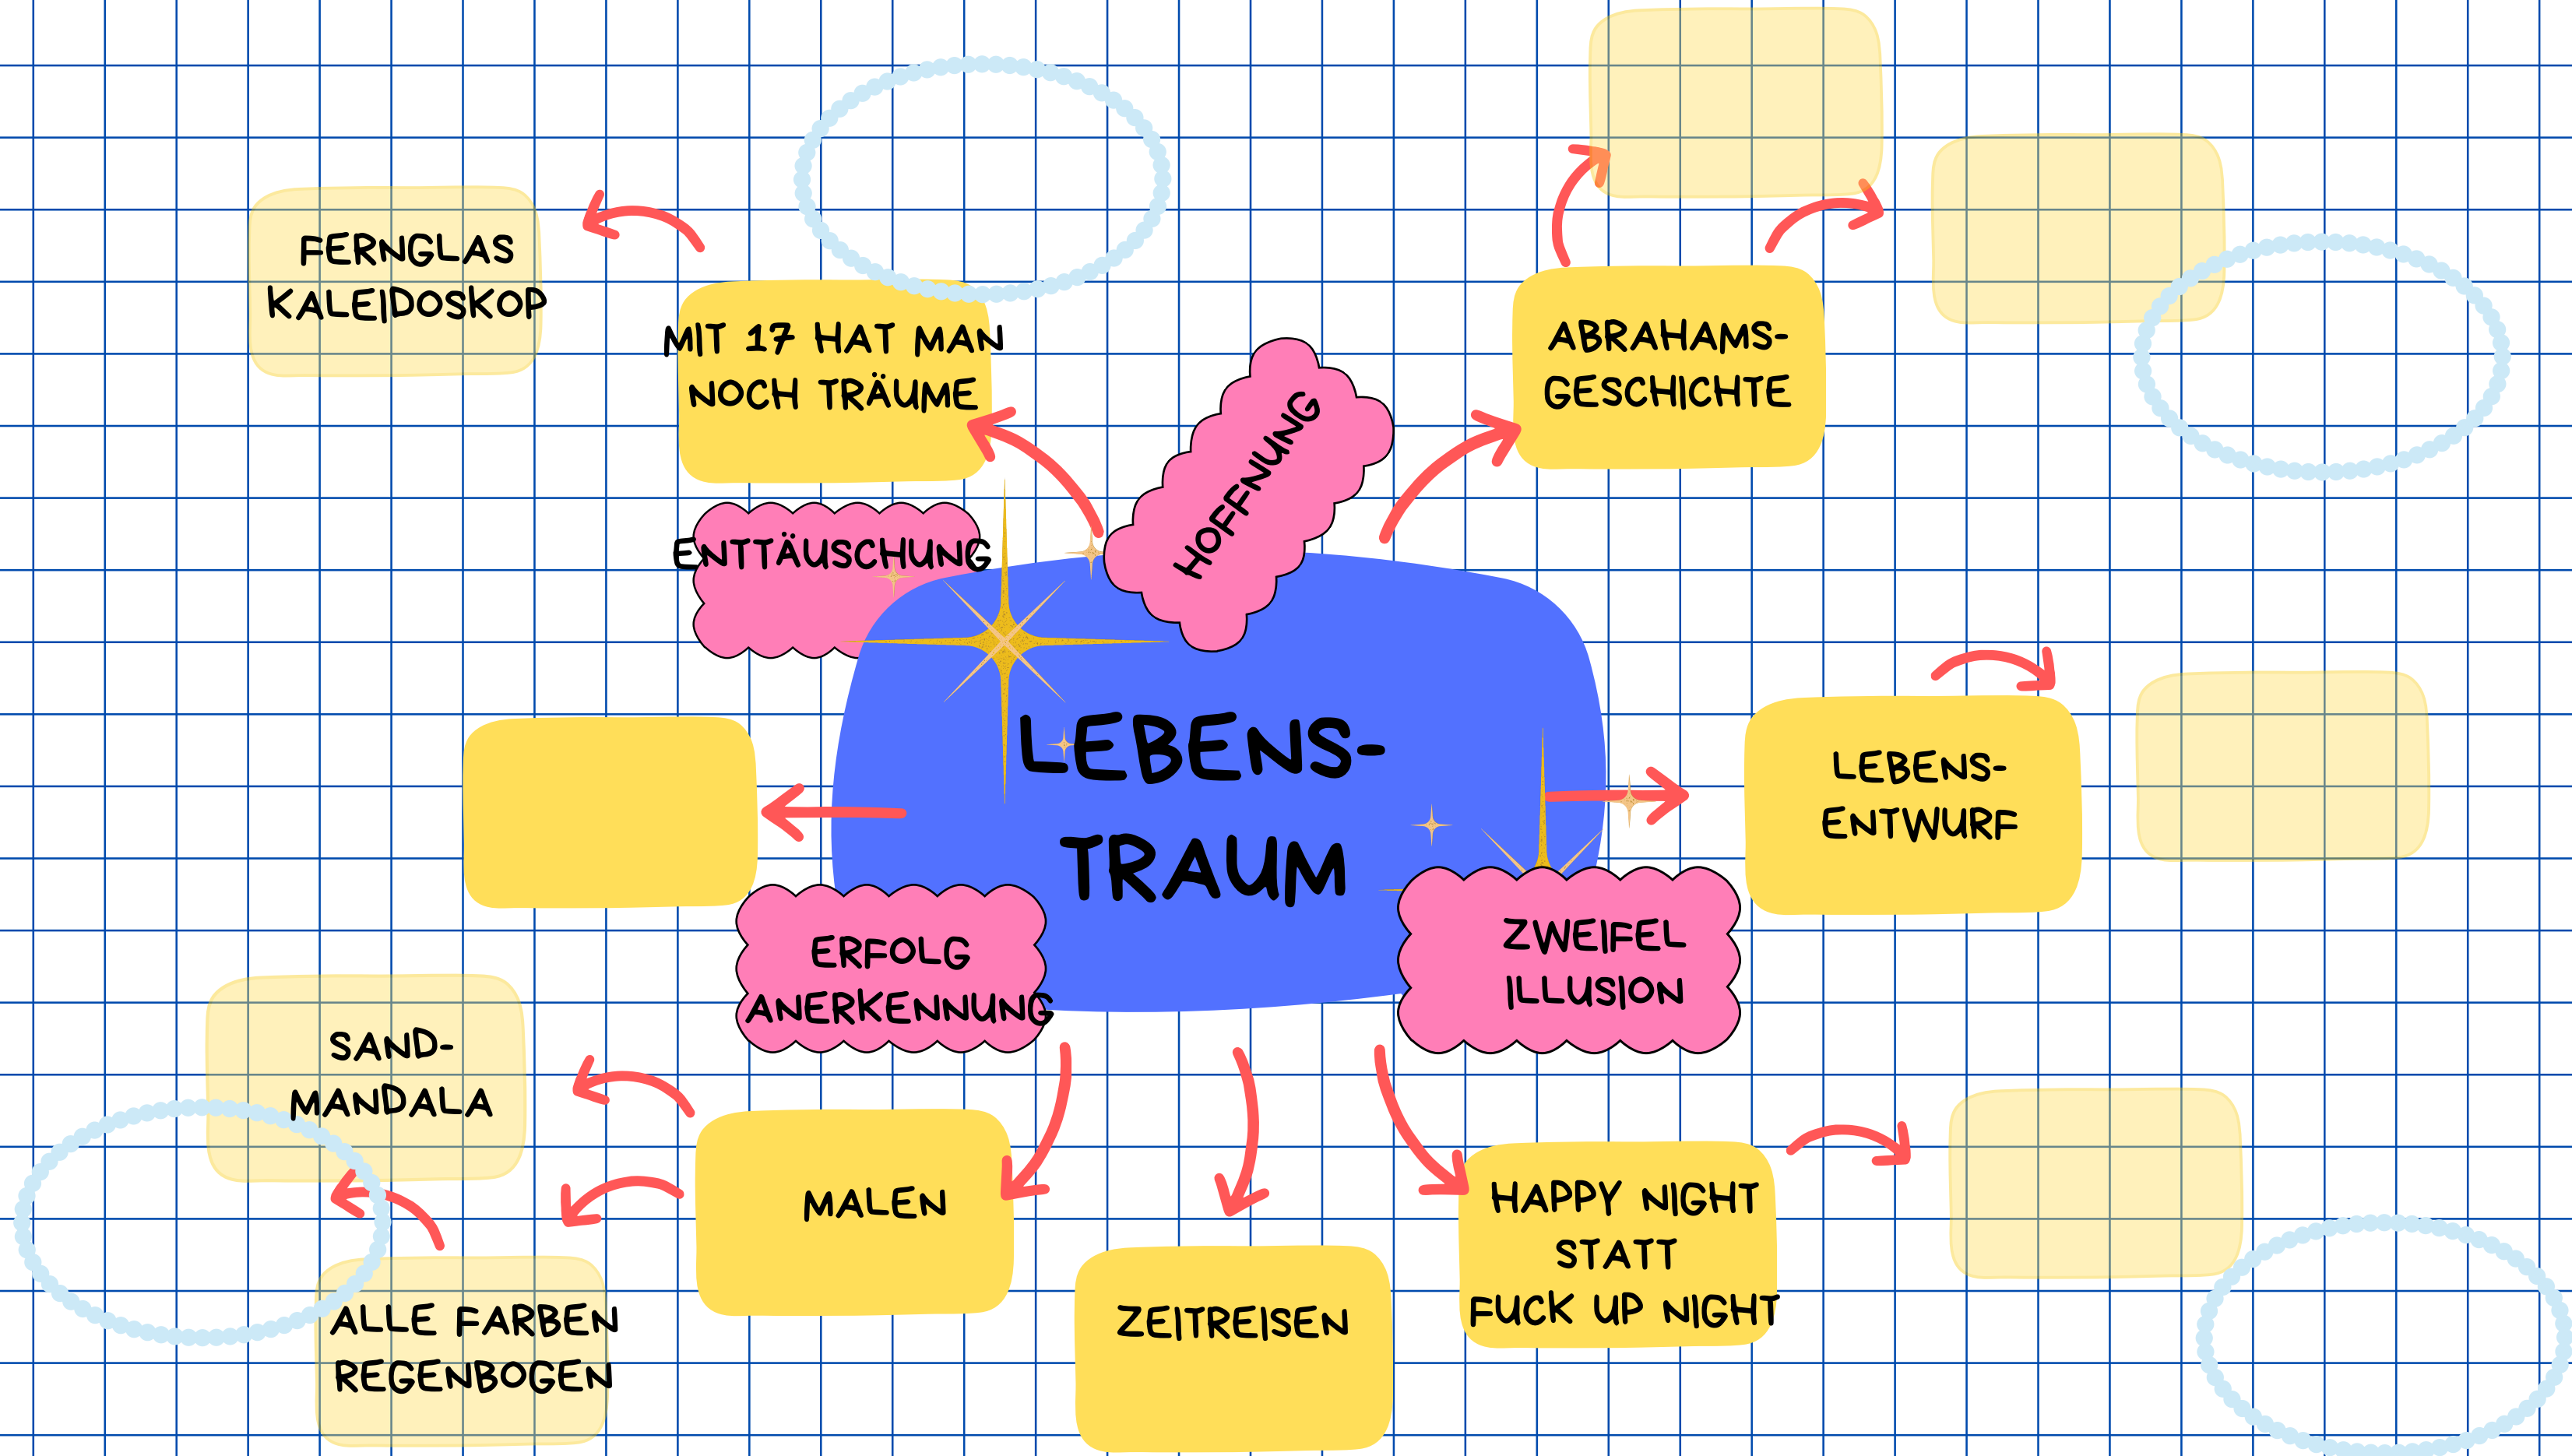 FERNGLAS
KALEIDOSKOP
MIT 17 HAT MAN
NOCH TRÄUME
ABRAHAMS-
GESCHICHTE
HOFFNUNG
ENTTÄUSCHUNG
LEBENS-
TRAUM
LEBENS-
ENTWURF
ERFOLG
ANERKENNUNG
ZWEIFEL
ILLUSION
SAND-
MANDALA
MALEN
HAPPY NIGHT
STATT
FUCK UP NIGHT
ZEITREISEN
ALLE FARBEN
REGENBOGEN